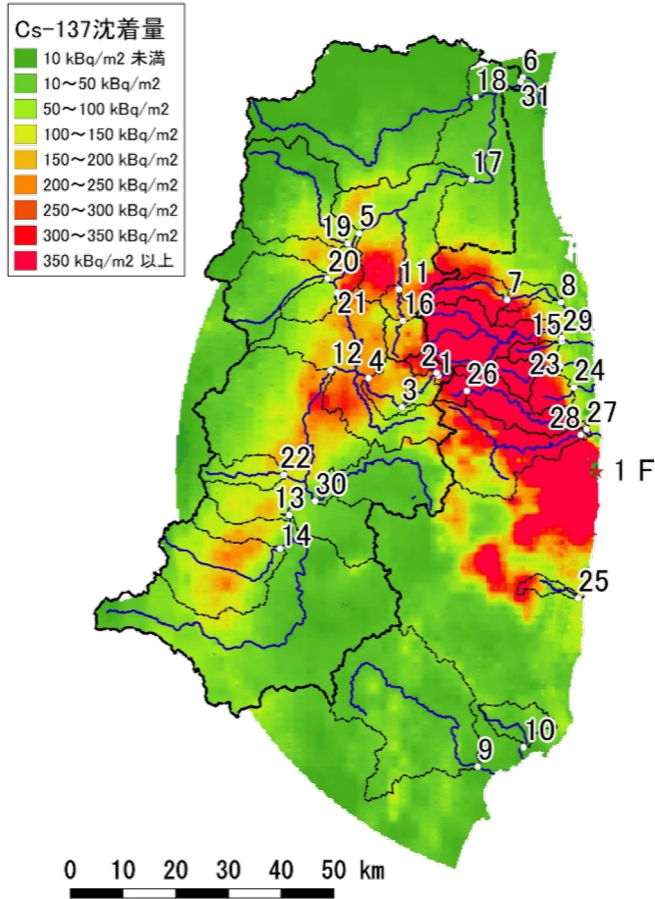 Cs-137沈着量
10 kBq/m2 未満
10～50 kBq/m2
50～100 kBq/m2
100～150 kBq/m2
150～200 kBq/m2
200～250 kBq/m2
250～300 kBq/m2
300～350 kBq/m2
350 kBq/m2 以上
6
18
31
17
5
19
20
11
7
8
21
16
15
29
12
4
21
23
24
26
3
27
28
22
1 F
30
13
14
25
10
9
0 10 20 30 40 50 km